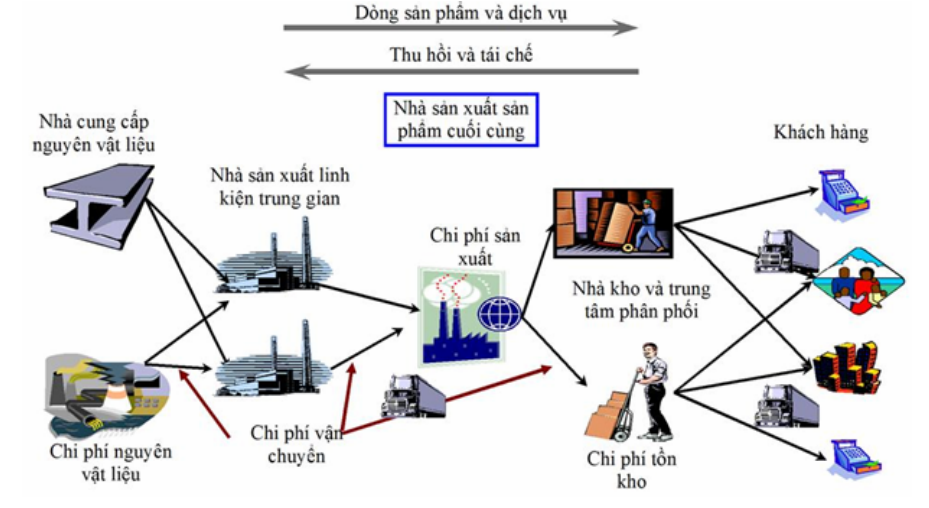 Dòng sản phẩm và dịch vụ
Thu hồi và tái chế
Nhà sản xuất sản
phẩm cuối cùng
Nhà cung cấp
nguyên vật liệu
Khách hàng
Nhà sản xuất linh
kiện trung gian
Chi phí sản
xuất
Nhà kho và trung
tâm phân phối
Chi phí nguyên
vật liệu
Chi phí vận
chuyển
Chi phí tồn
kho